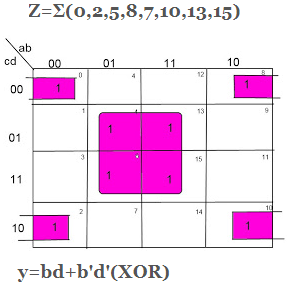 Z=Σ(0,2,5,8,7,10,13,15)
ab
cd 00 01 11 10
0 4 12 8
00 1 1
1 4 13 9
01 1 1
3 15 11
11 1 1
2 7 14 10
10 1 1
y=bd+b'd'(XOR)